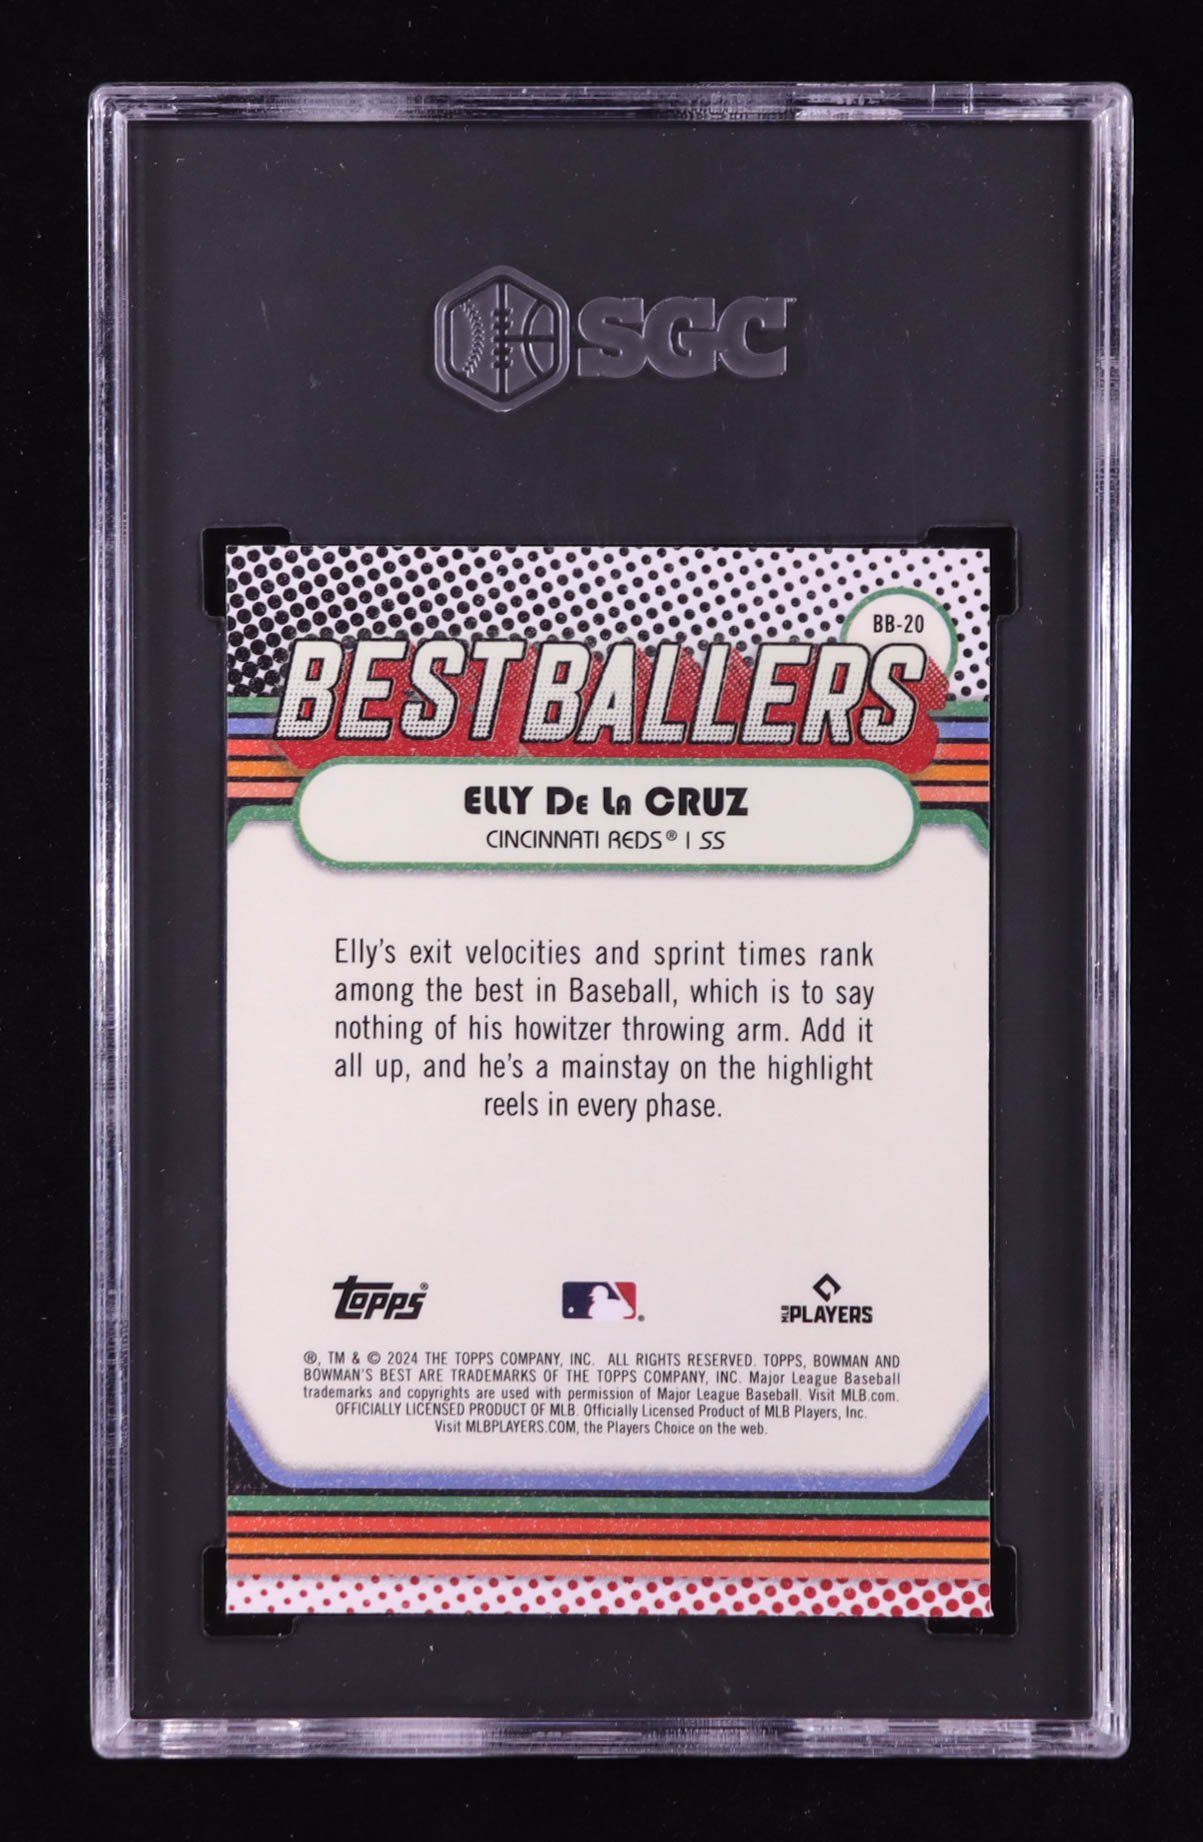 SGC™
BB-20
BEST BALLERS
ELLY De La CRUZ
CINCINNATI REDS® | SS
Elly's exit velocities and sprint times rank
among the best in Baseball, which is to say
nothing of his howitzer throwing arm. Add it
all up, and he's a mainstay on the highlight
reels in every phase.
topps®
®
MLB PLAYERS
®, TM & © 2024 THE TOPPS COMPANY, INC. ALL RIGHTS RESERVED. TOPPS, BOWMAN AND
BOWMAN'S BEST ARE TRADEMARKS OF THE TOPPS COMPANY, INC. Major League Baseball
trademarks and copyrights are used with permission of Major League Baseball. Visit MLB.com.
OFFICIALLY LICENSED PRODUCT OF MLB. Officially Licensed Product of MLB Players, Inc.
Visit MLBPLAYERS.COM, the Players Choice on the web.